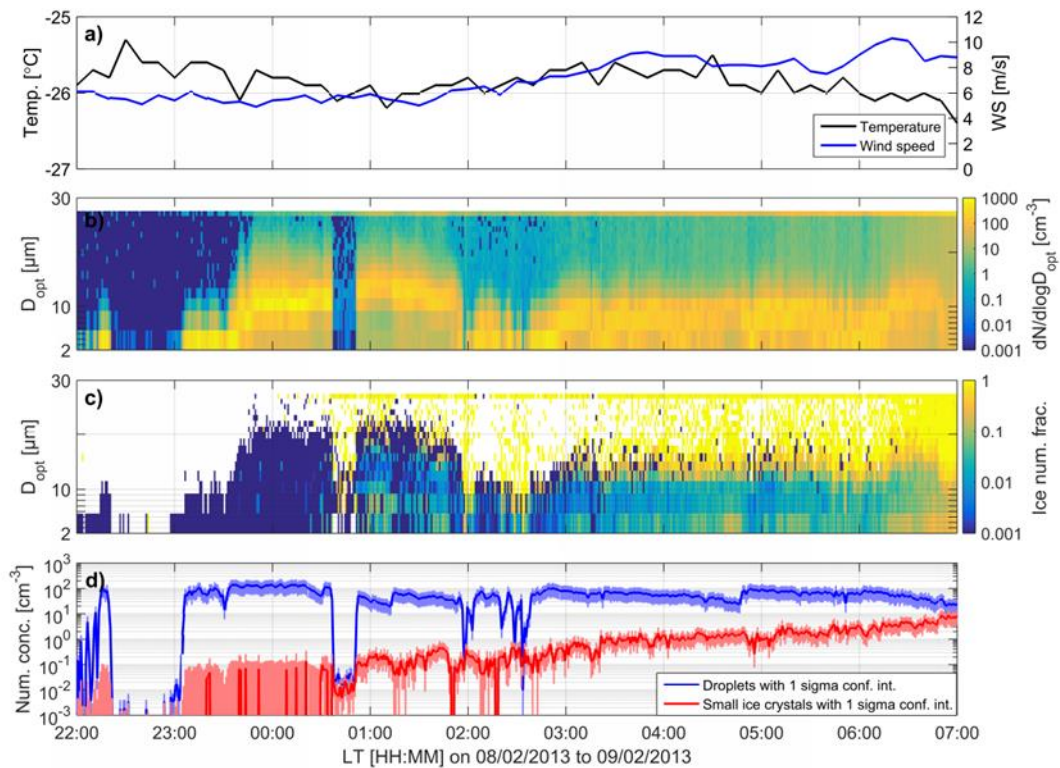 -25
-26
-27
Temp. [°C]
a)
12
10
8
6
4
2
0
WS [m/s]
Temperature
Wind speed
30
10
2
D_opt [µm]
b)
1000
100
10
1
0.1
0.01
0.001
dN/dlogD_opt [cm^-3]
30
10
2
D_opt [µm]
c)
1
0.1
0.01
0.001
Ice num. frac.
10^3
10^2
10^1
10^0
10^-1
10^-2
10^-3
Num. conc. [cm^-3]
d)
Droplets with 1 sigma conf. int.
Small ice crystals with 1 sigma conf. int.
22:00 23:00 00:00 01:00 02:00 03:00 04:00 05:00 06:00 07:00
LT [HH:MM] on 08/02/2013 to 09/02/2013